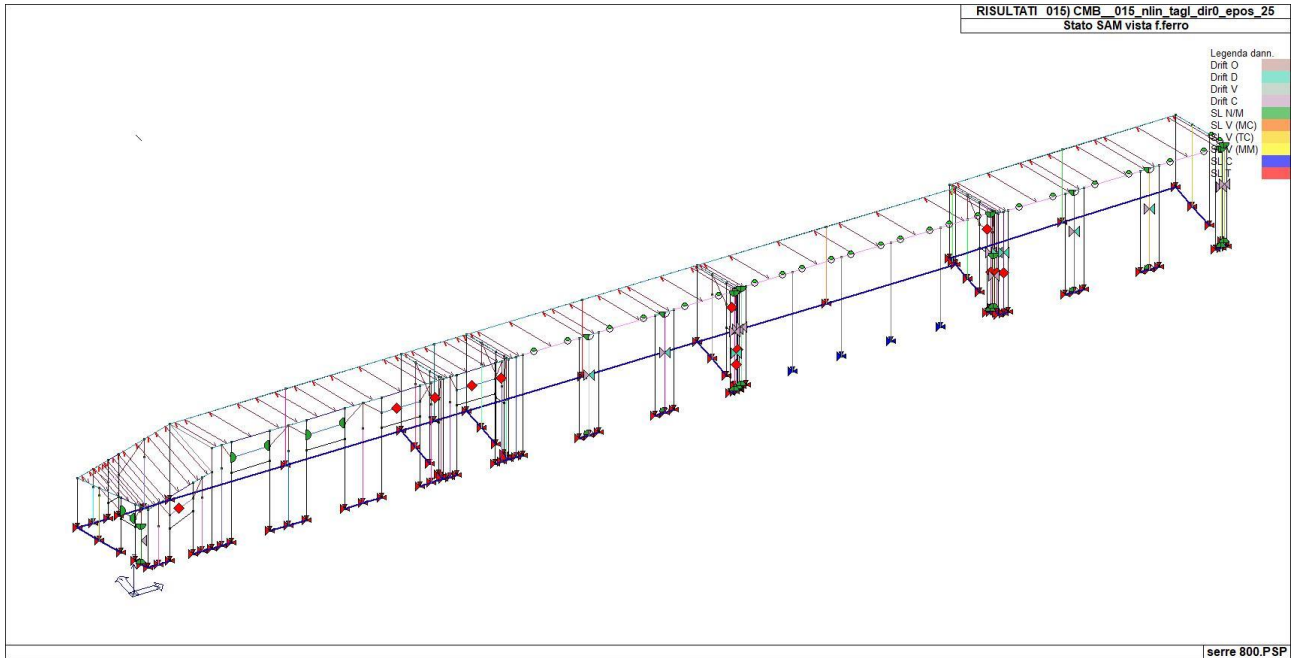 RISULTATI 015) CMB__015_nlin_tagl_dir0_epos_25
Stato SAM vista f.ferro
Legenda dann.
Drift O
Drift D
Drift V
Drift C
SL N/M
SL V (MC)
SL V (TC)
SL V (MM)
SL C
SL T
serre 800.PSP